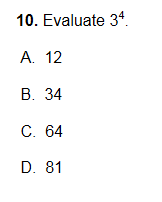 10. Evaluate 3⁴.
A. 12
B. 34
C. 64
D. 81